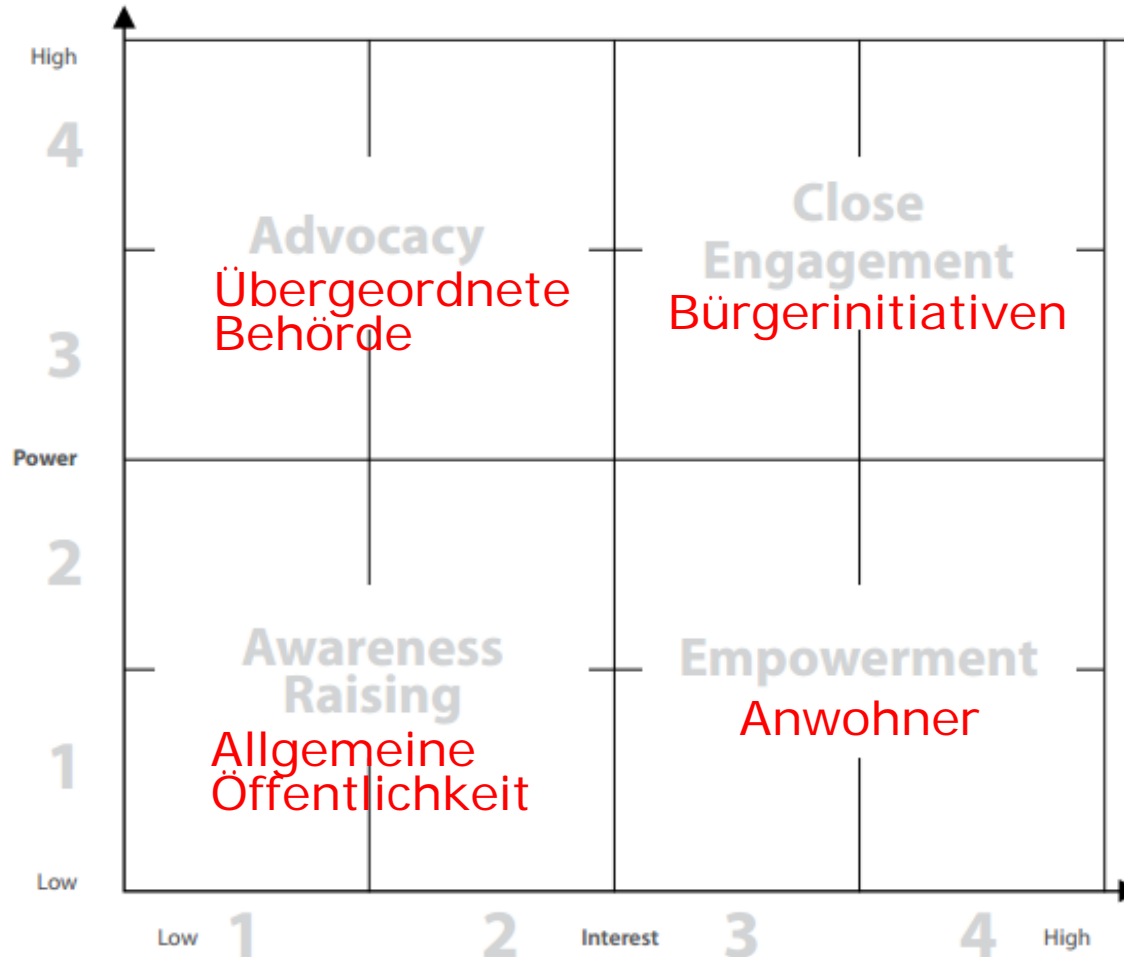 High
4
Close
Advocacy
Engagement
Übergeordnete
Behörde
Bürgerinitiativen
3
Power
2
Awareness
Raising
Empowerment
Allgemeine
Öffentlichkeit
Anwohner
1
Low
Low 1 2 Interest 3 4 High